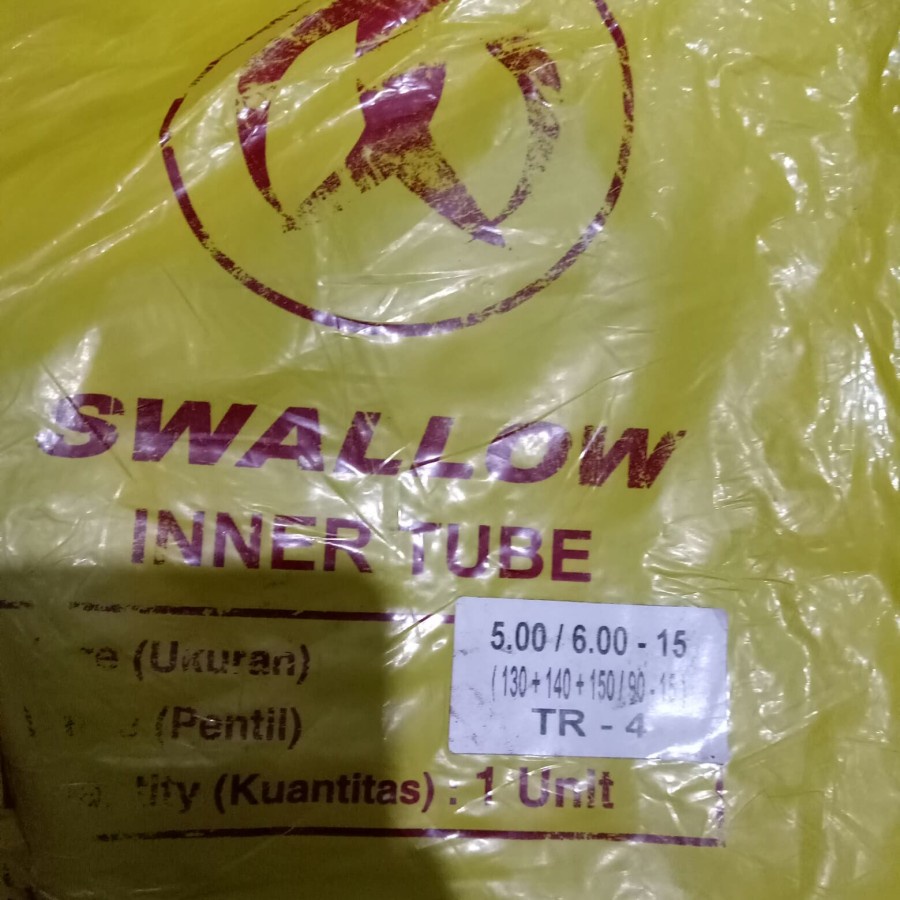 SWALLOW
INNER TUBE
(Ukuran)
5.00 / 6.00 - 15
(130+140+150/90-15)
(Pentil)
TR - 4
(Kuantitas) : 1 Unit